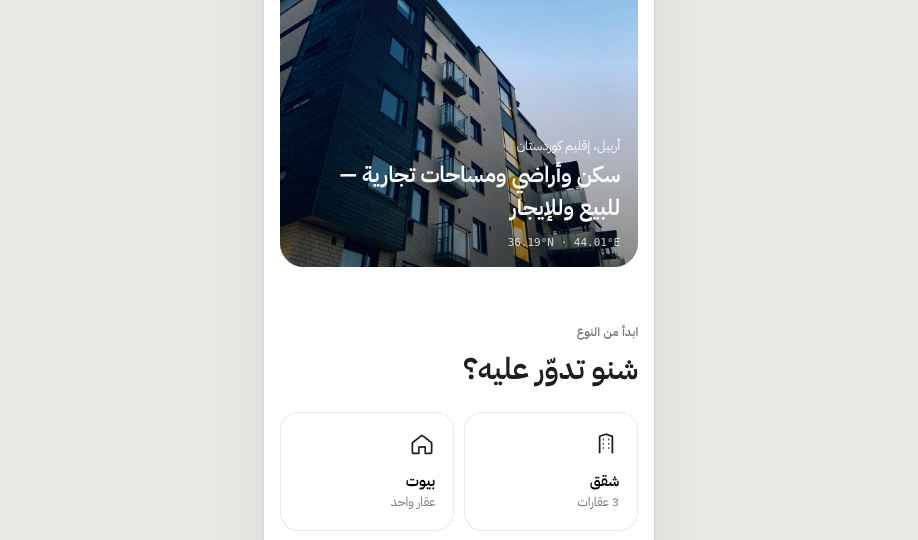 أربيل، إقليم كوردستان
سكن وأراضي ومساحات تجارية —
للبيع وللإيجار
36.19°N · 44.01°E
ابدأ من النوع
شنو تدوّر عليه؟
شقق
3 عقارات
بيوت
عقار واحد